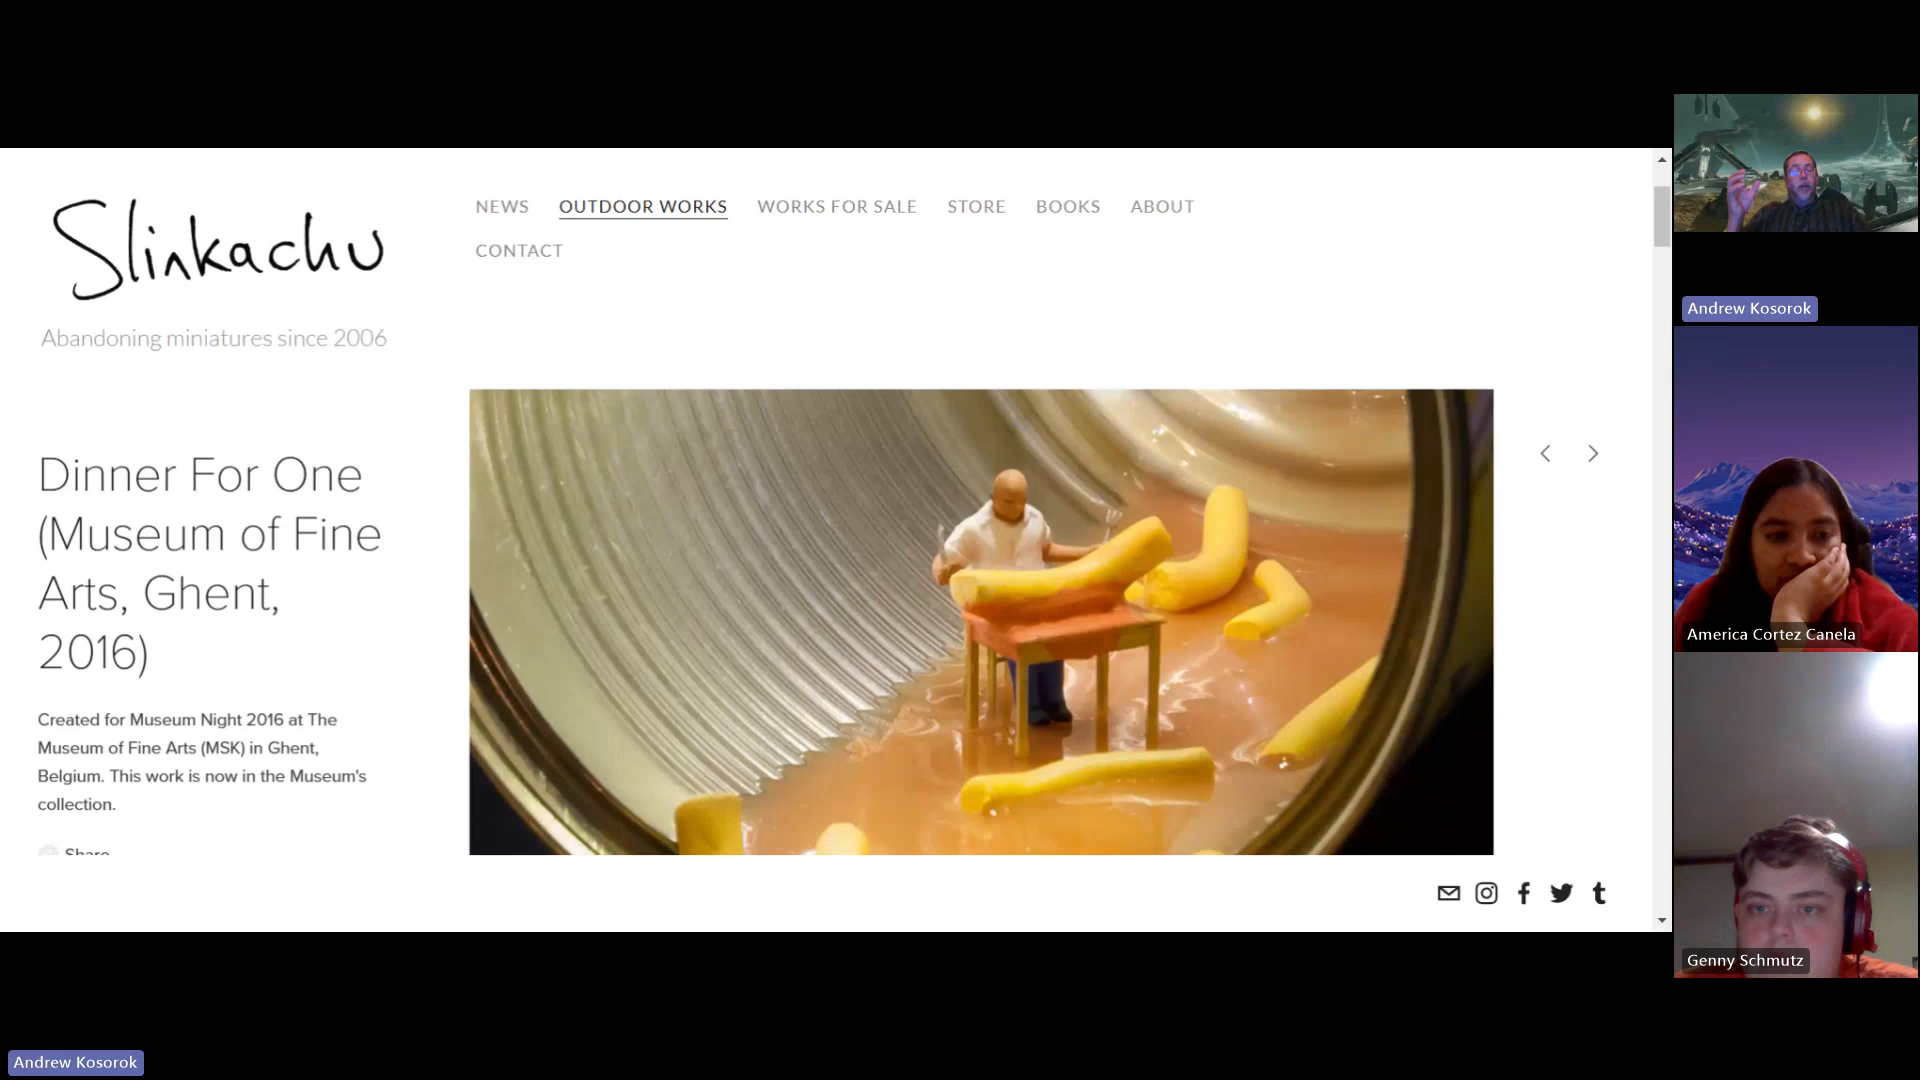 Slinkachu
Abandoning miniatures since 2006
NEWS OUTDOOR WORKS WORKS FOR SALE STORE BOOKS ABOUT
CONTACT
Dinner For One
(Museum of Fine
Arts, Ghent,
2016)
Created for Museum Night 2016 at The
Museum of Fine Arts (MSK) in Ghent,
Belgium. This work is now in the Museum's
collection.
Share
Andrew Kosorok
America Cortez Canela
Genny Schmutz
Andrew Kosorok